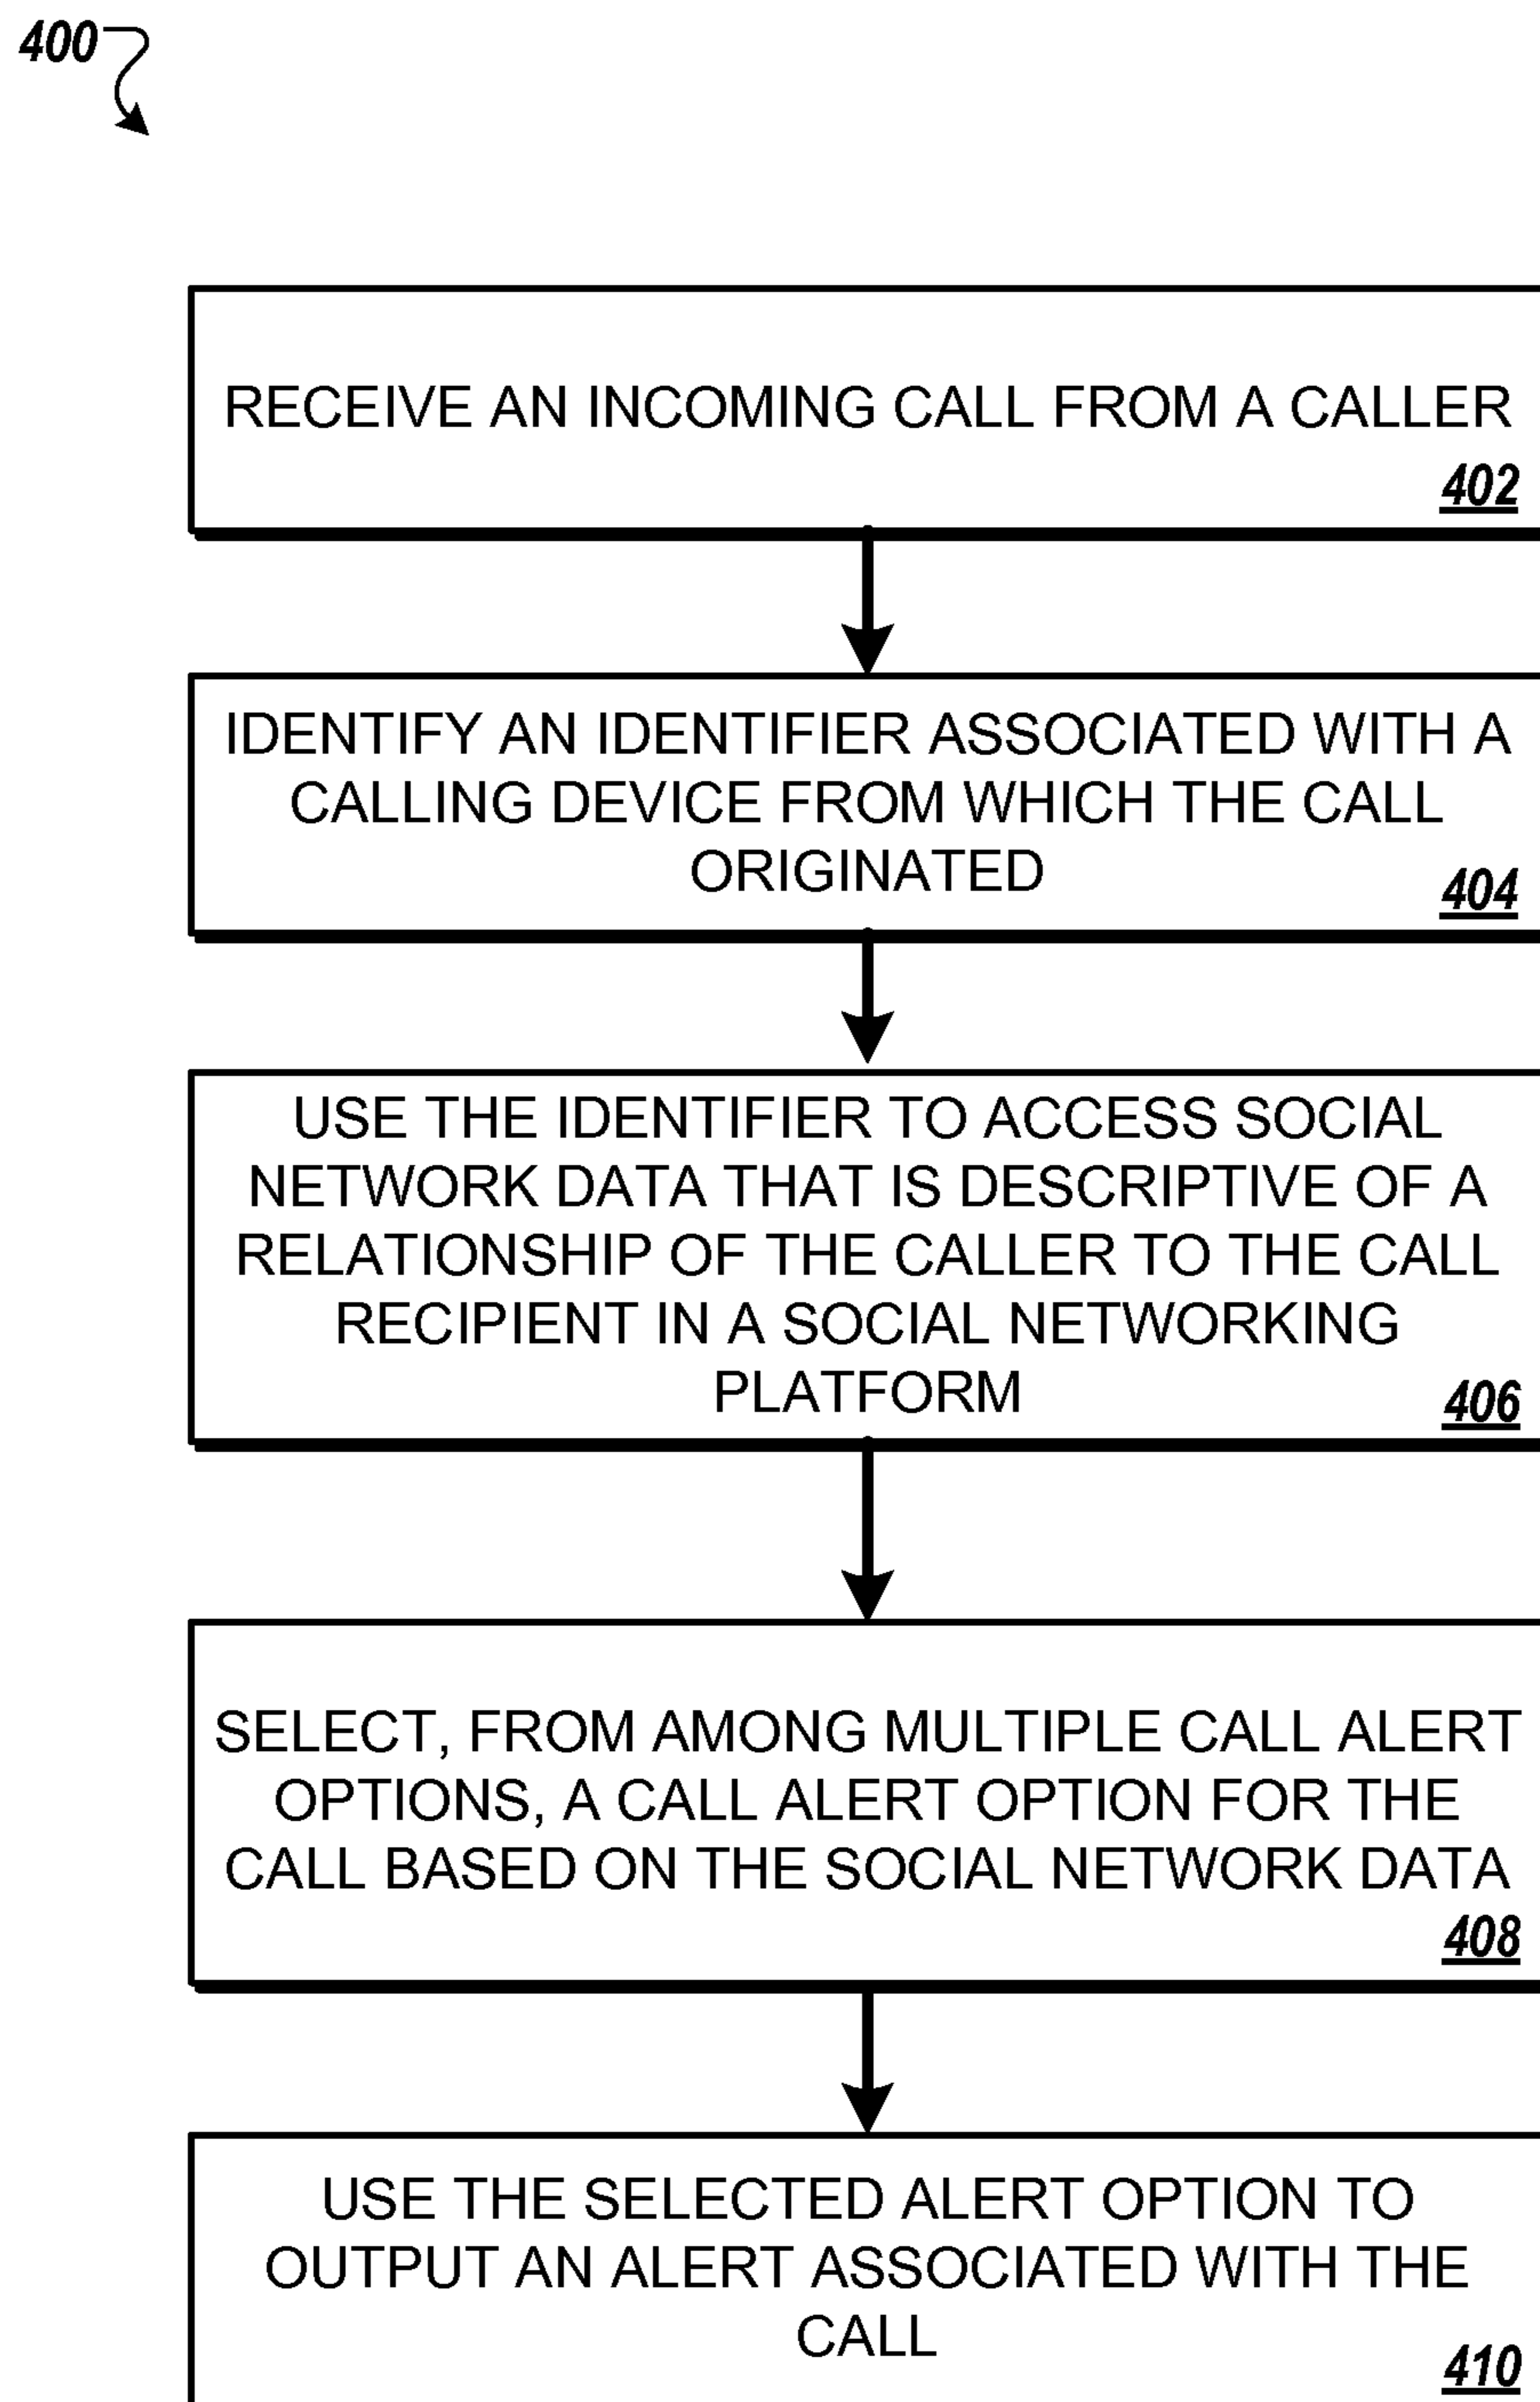 400
RECEIVE AN INCOMING CALL FROM A CALLER
402
IDENTIFY AN IDENTIFIER ASSOCIATED WITH A
CALLING DEVICE FROM WHICH THE CALL
ORIGINATED
404
USE THE IDENTIFIER TO ACCESS SOCIAL
NETWORK DATA THAT IS DESCRIPTIVE OF A
RELATIONSHIP OF THE CALLER TO THE CALL
RECIPIENT IN A SOCIAL NETWORKING
PLATFORM
406
SELECT, FROM AMONG MULTIPLE CALL ALERT
OPTIONS, A CALL ALERT OPTION FOR THE
CALL BASED ON THE SOCIAL NETWORK DATA
408
USE THE SELECTED ALERT OPTION TO
OUTPUT AN ALERT ASSOCIATED WITH THE
CALL
410